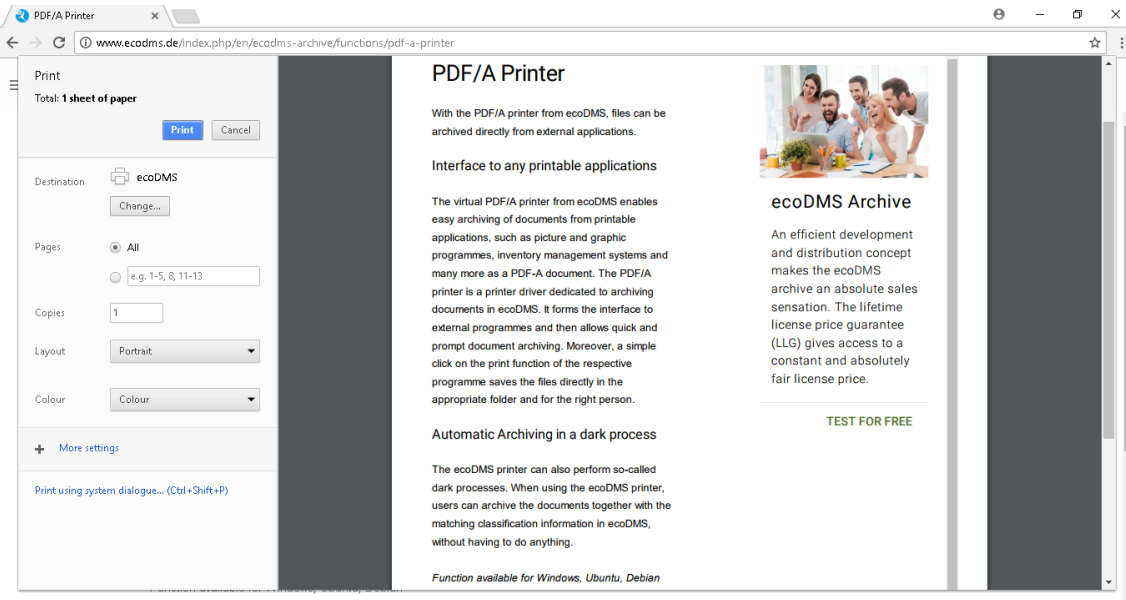 PDF/A Printer
www.ecodms.de/index.php/en/ecodms-archive/functions/pdf-a-printer
Print
Total: 1 sheet of paper
Print
Cancel
Destination
ecoDMS
Change...
Pages
All
e.g. 1-5, 8, 11-13
Copies
1
Layout
Portrait
Colour
Colour
More settings
Print using system dialogue... (Ctrl+Shift+P)
PDF/A Printer
With the PDF/A printer from ecoDMS, files can be
archived directly from external applications.
Interface to any printable applications
The virtual PDF/A printer from ecoDMS enables
easy archiving of documents from printable
applications, such as picture and graphic
programmes, inventory management systems and
many more as a PDF-A document. The PDF/A
printer is a printer driver dedicated to archiving
documents in ecoDMS. It forms the interface to
external programmes and then allows quick and
prompt document archiving. Moreover, a simple
click on the print function of the respective
programme saves the files directly in the
appropriate folder and for the right person.
Automatic Archiving in a dark process
The ecoDMS printer can also perform so-called
dark processes. When using the ecoDMS printer,
users can archive the documents together with the
matching classification information in ecoDMS,
without having to do anything.
Function available for Windows, Ubuntu, Debian
ecoDMS Archive
An efficient development
and distribution concept
makes the ecoDMS
archive an absolute sales
sensation. The lifetime
license price guarantee
(LLG) gives access to a
constant and absolutely
fair license price.
TEST FOR FREE